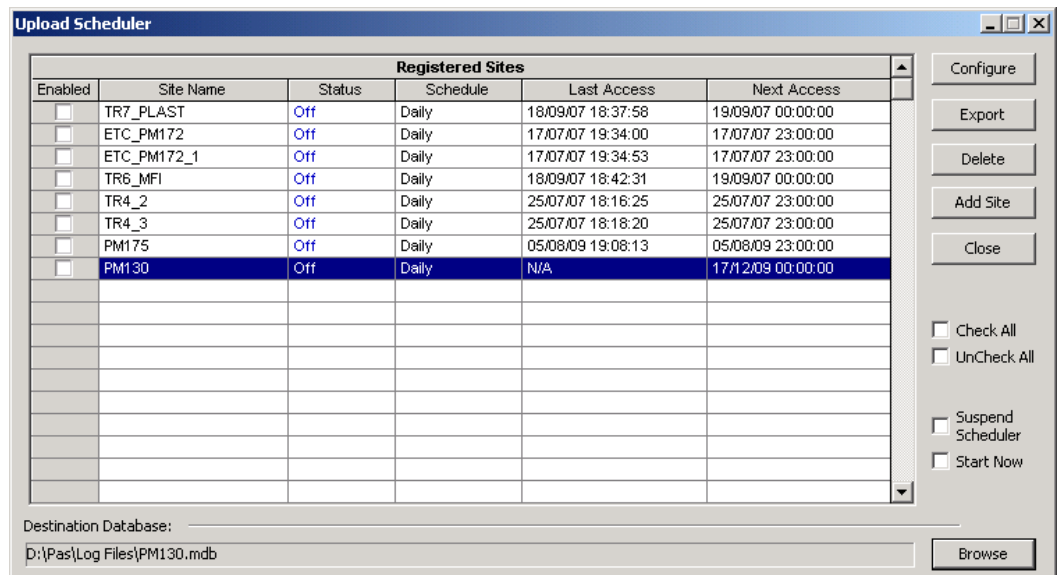 Upload Scheduler
Registered Sites
Enabled Site Name Status Schedule Last Access Next Access
TR7_PLAST Off Daily 18/09/07 18:37:58 19/09/07 00:00:00
ETC_PM172 Off Daily 17/07/07 19:34:00 17/07/07 23:00:00
ETC_PM172_1 Off Daily 17/07/07 19:34:53 17/07/07 23:00:00
TR6_MFI Off Daily 18/09/07 18:42:31 19/09/07 00:00:00
TR4_2 Off Daily 25/07/07 18:16:25 25/07/07 23:00:00
TR4_3 Off Daily 25/07/07 18:18:20 25/07/07 23:00:00
PM175 Off Daily 05/08/09 19:08:13 05/08/09 23:00:00
PM130 Off Daily N/A 17/12/09 00:00:00
Configure
Export
Delete
Add Site
Close
Check All
UnCheck All
Suspend
Scheduler
Start Now
Destination Database:
D:\Pas\Log Files\PM130.mdb
Browse